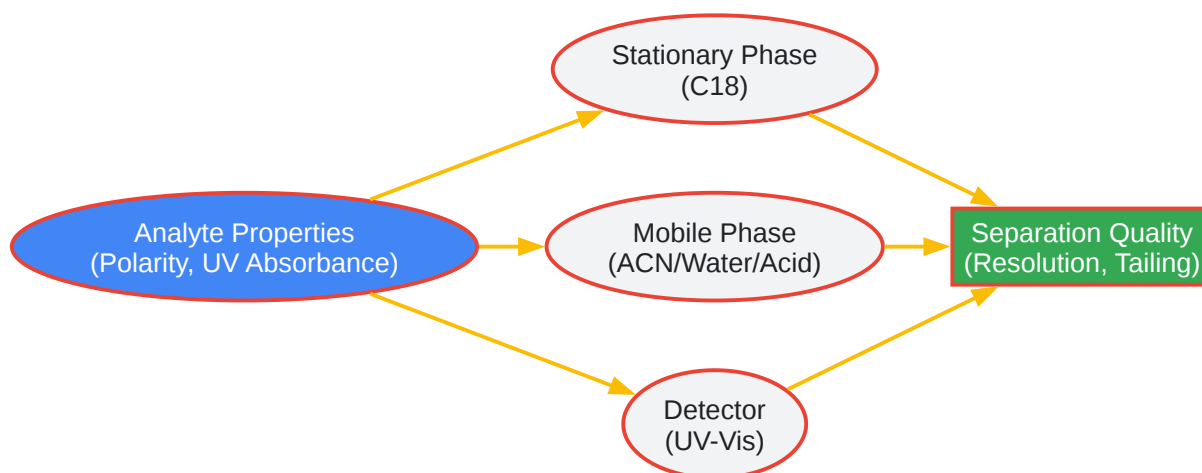 Stationary Phase
(C18)
Analyte Properties
(Polarity, UV Absorbance)
Mobile Phase
(ACN/Water/Acid)
Separation Quality
(Resolution, Tailing)
Detector
(UV-Vis)